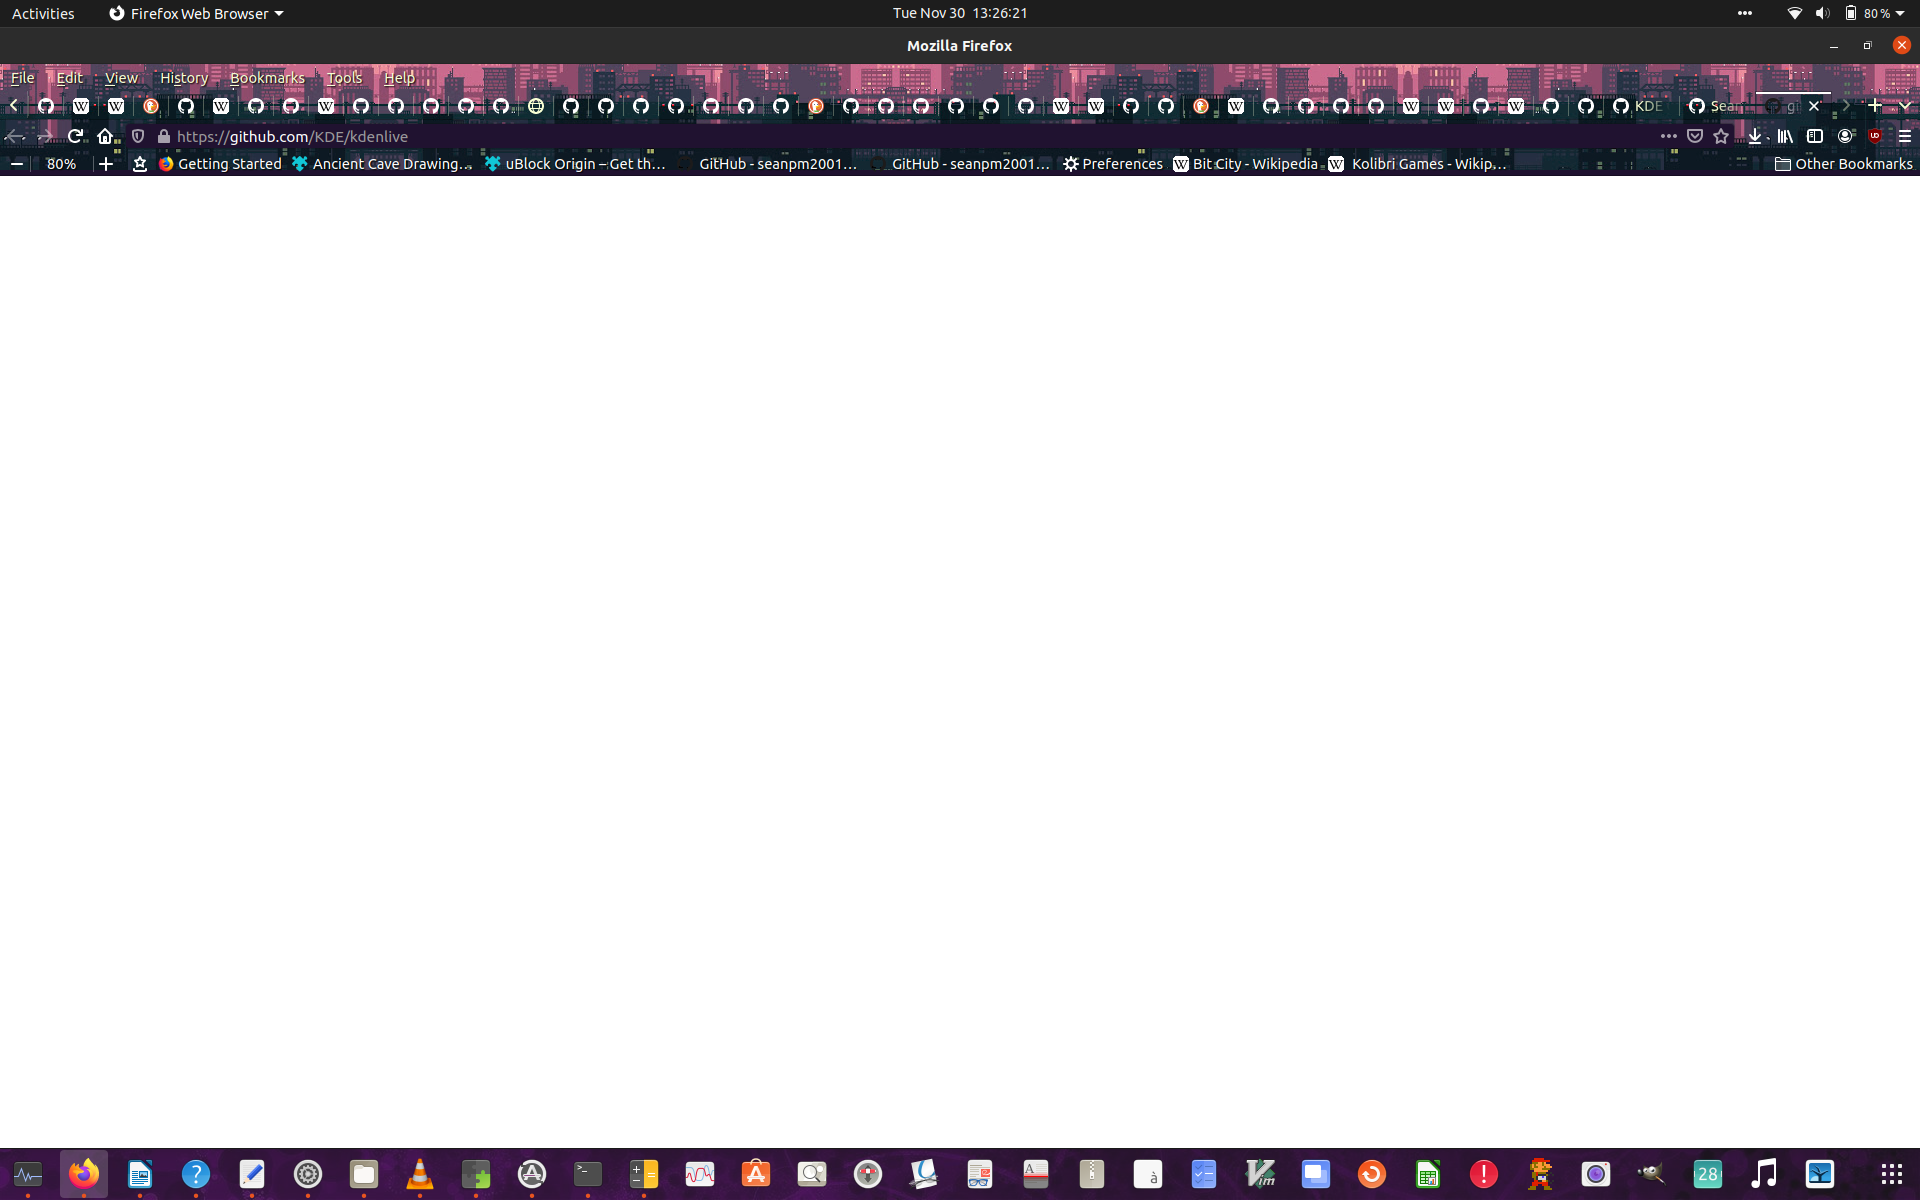 Activities Firefox Web Browser Tue Nov 30 13:26:21 80 %
Mozilla Firefox
File Edit View History Bookmarks Tools Help
KDE Sear gi
https://github.com/KDE/kdenlive
80% Getting Started Ancient Cave Drawing… uBlock Origin – Get th… GitHub - seanpm2001… GitHub - seanpm2001… Preferences Bit City - Wikipedia Kolibri Games - Wikip… Other Bookmarks
28